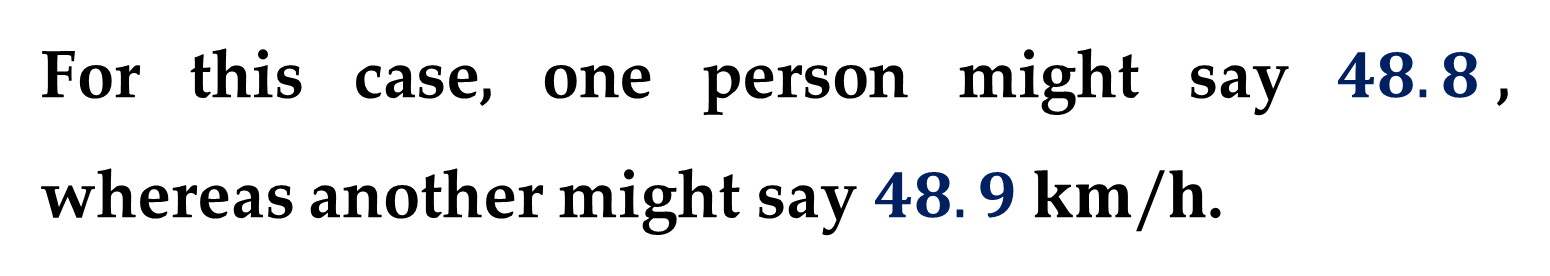 For this case, one person might say 48.8 ,
whereas another might say 48.9 km/h.